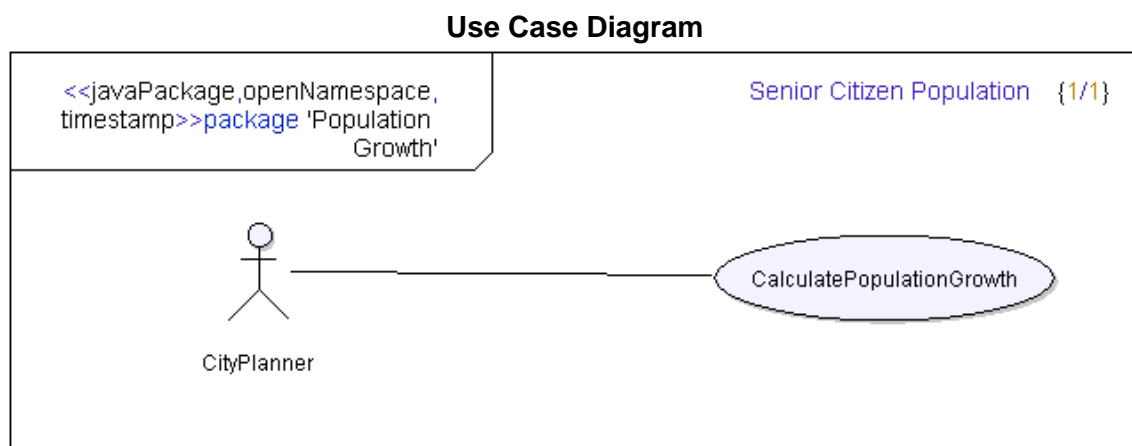 Use Case Diagram
<<javaPackage,openNamespace,
timestamp>>package 'Population
Growth'
Senior Citizen Population {1/1}
CalculatePopulationGrowth
CityPlanner